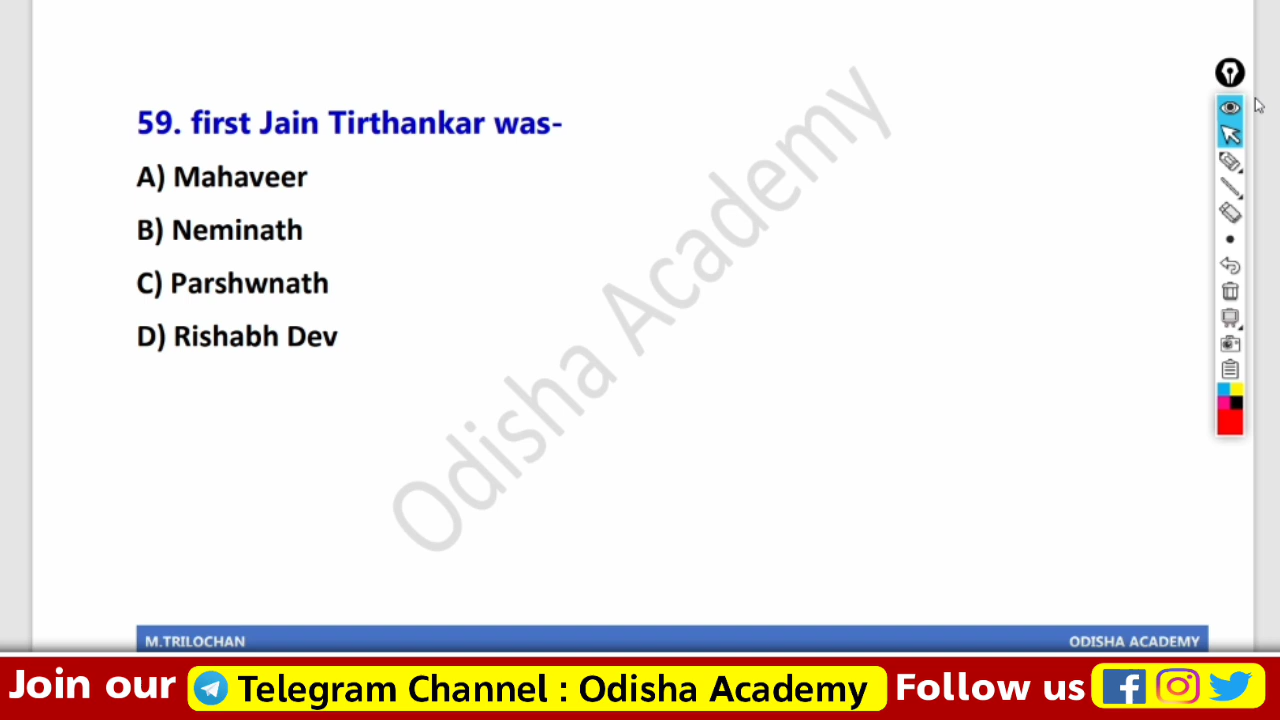 59. first Jain Tirthankar was-
A) Mahaveer
B) Neminath
C) Parshwnath
D) Rishabh Dev
Odisha Academy
M.TRILOCHAN
ODISHA ACADEMY
Join our Telegram Channel : Odisha Academy Follow us